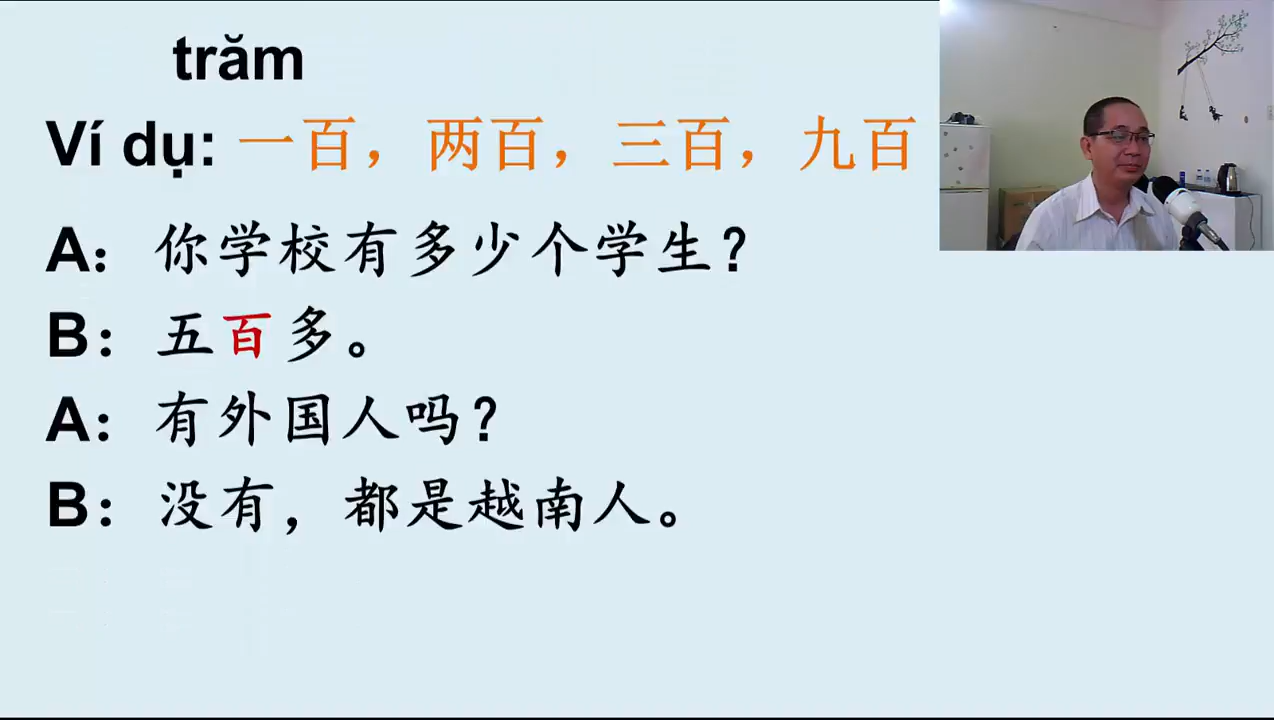 trăm
Ví dụ: 一百，两百，三百，九百
A：你学校有多少个学生？
B：五百多。
A：有外国人吗？
B：没有，都是越南人。